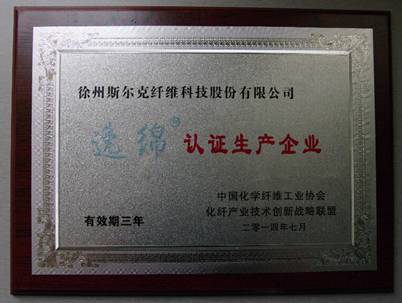 徐州斯尔克纤维科技股份有限公司
逸绵® 认证生产企业
中国化学纤维工业协会
化纤产业技术创新战略联盟
有效期三年
二零一四年七月